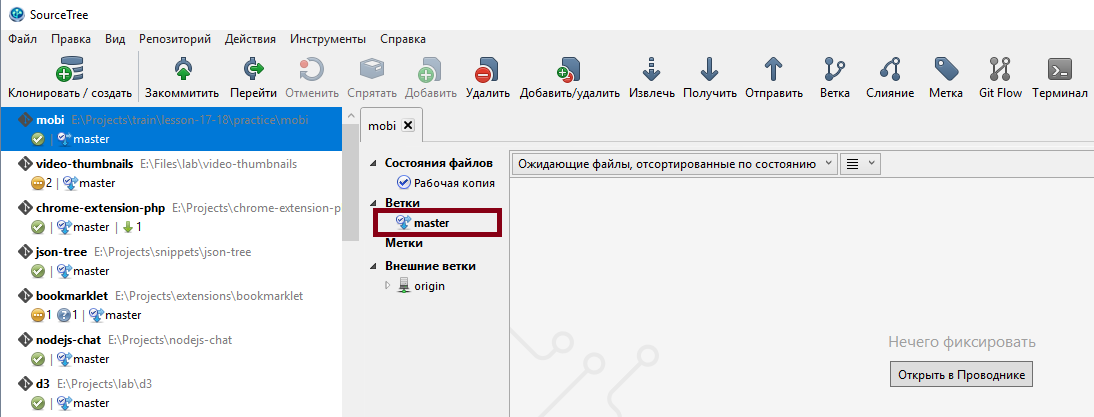 SourceTree
Файл Правка Вид Репозиторий Действия Инструменты Справка
Клонировать / создать Закоммитить Перейти Отменить Спрятать Добавить Удалить Добавить/удалить Извлечь Получить Отправить Ветка Слияние Метка Git Flow Терминал
mobi E:\Projects\train\lesson-17-18\practice\mobi
master
video-thumbnails E:\Files\lab\video-thumbnails
2 master
chrome-extension-php E:\Projects\chrome-extension-p
master 1
json-tree E:\Projects\snippets\json-tree
master
bookmarklet E:\Projects\extensions\bookmarklet
1 1 master
nodejs-chat E:\Projects\nodejs-chat
master
d3 E:\Projects\lab\d3
master
mobi
Состояния файлов
Рабочая копия
Ветки
master
Метки
Внешние ветки
origin
Ожидающие файлы, отсортированные по состоянию
Нечего фиксировать
Открыть в Проводнике